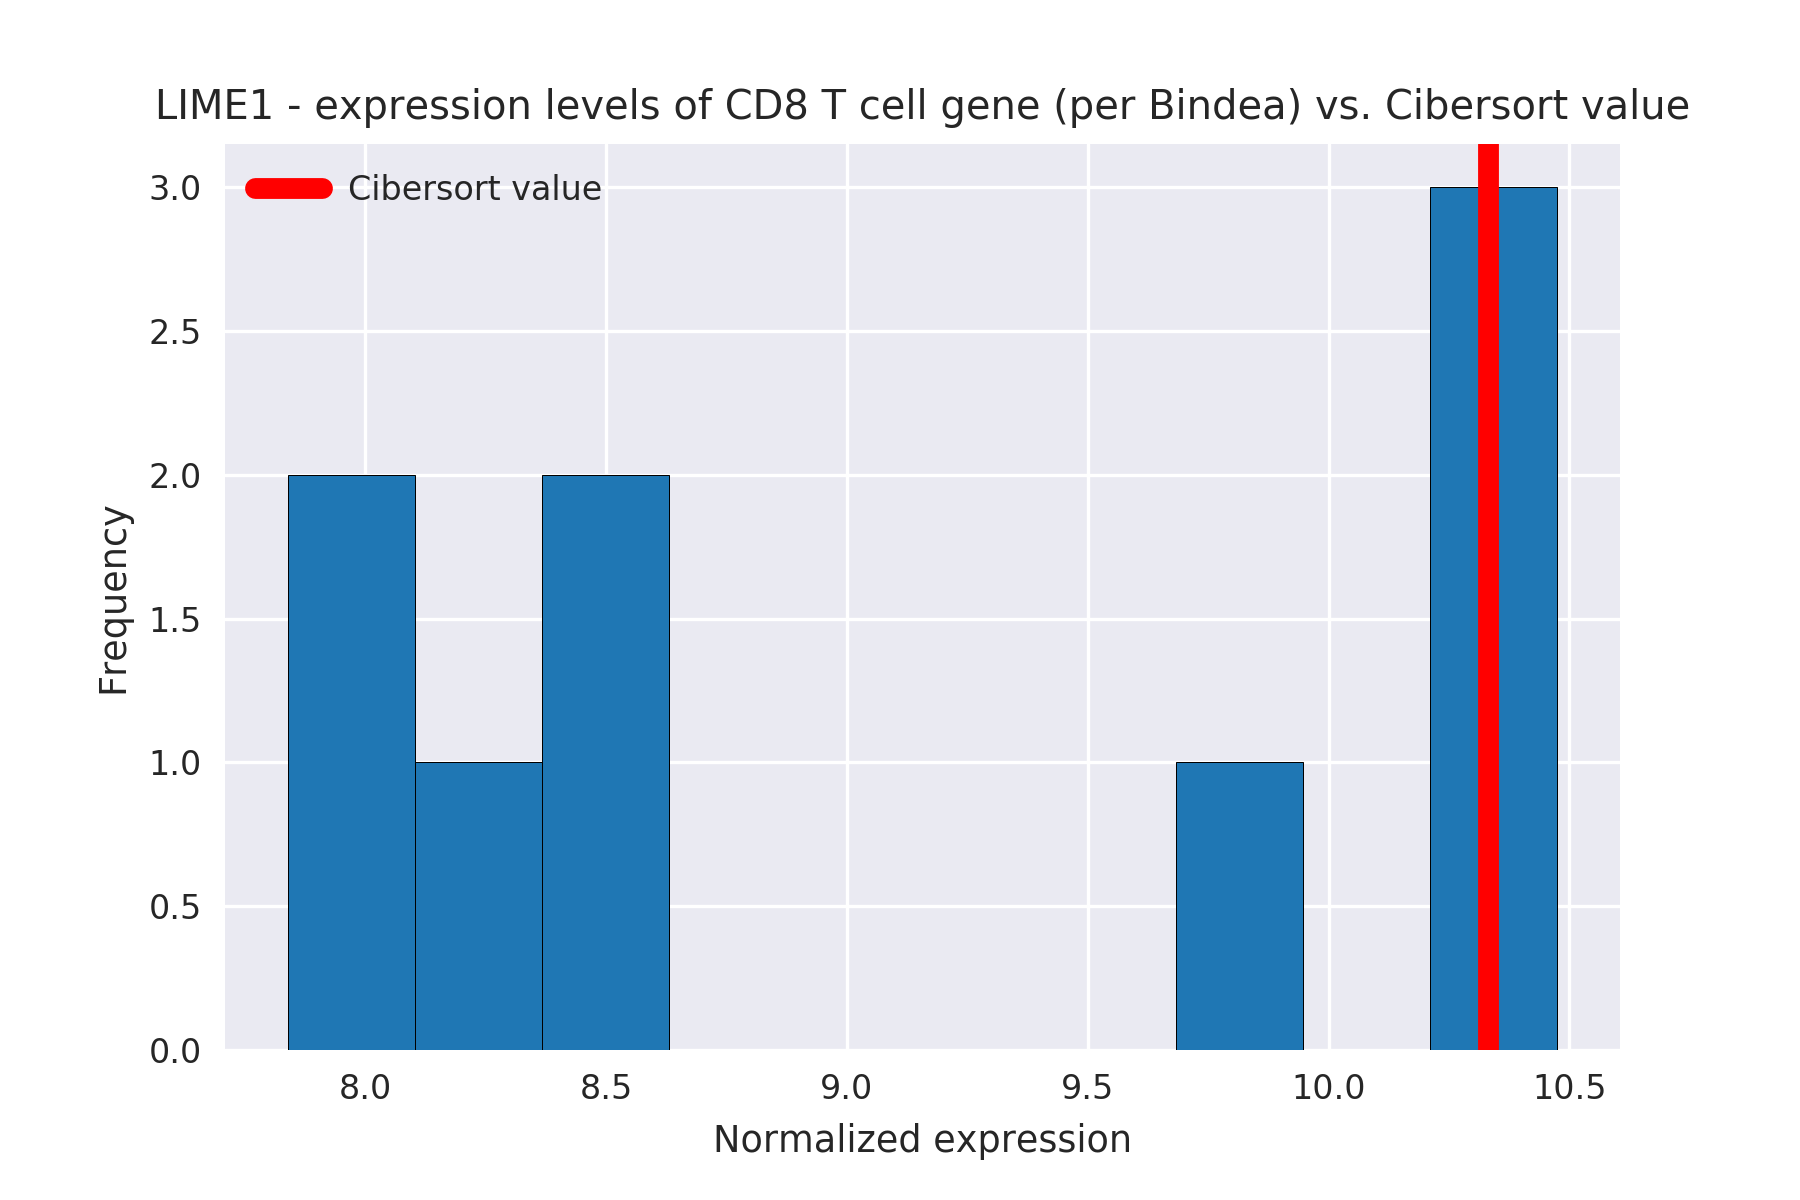 LIME1 - expression levels of CD8 T cell gene (per Bindea) vs. Cibersort value
Cibersort value
3.0
2.5
2.0
1.5
1.0
0.5
0.0
Frequency
8.0 8.5 9.0 9.5 10.0 10.5
Normalized expression